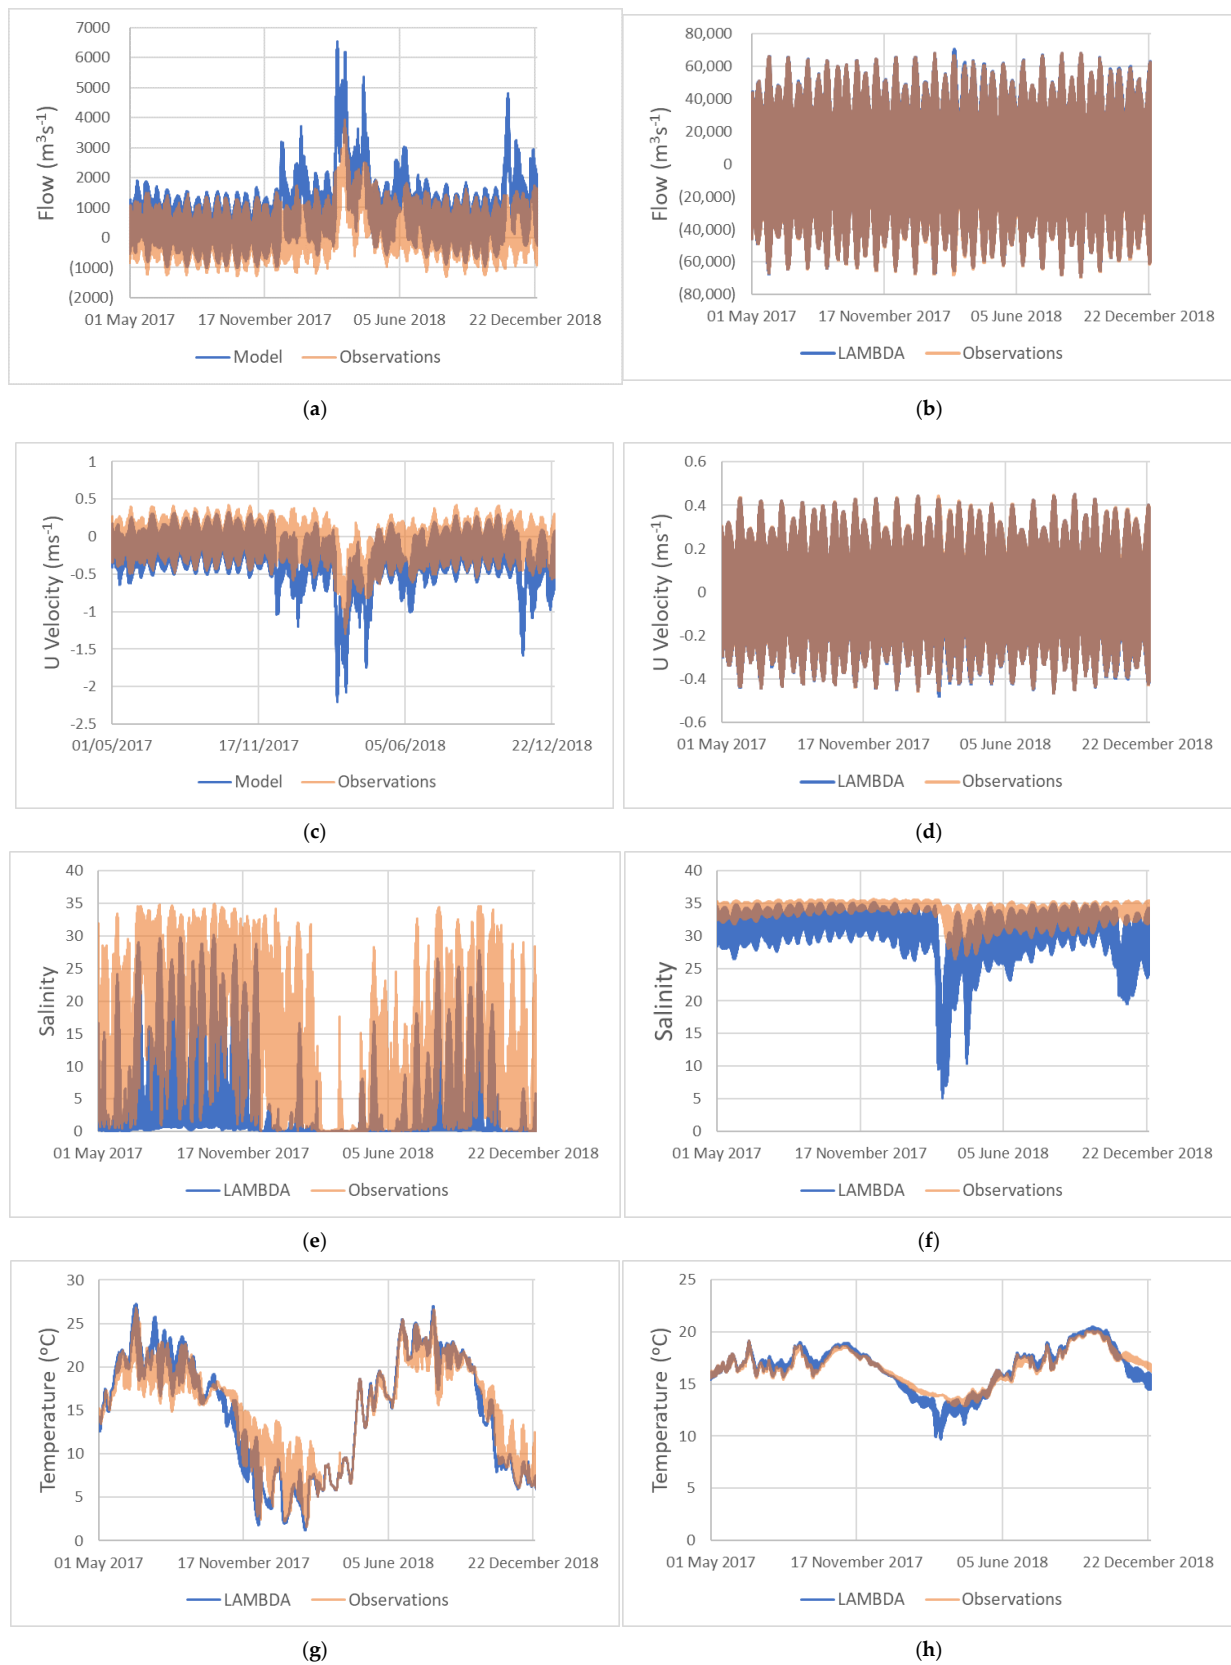 7000
6000
5000
4000
3000
2000
1000
0
(1000)
(2000)
Flow (m³s⁻¹)
01 May 2017 17 November 2017 05 June 2018 22 December 2018
Model Observations
(a)
80,000
60,000
40,000
20,000
0
(20,000)
(40,000)
(60,000)
(80,000)
Flow (m³s⁻¹)
01 May 2017 17 November 2017 05 June 2018 22 December 2018
LAMBDA Observations
(b)
1
0.5
0
-0.5
-1
-1.5
-2
-2.5
U Velocity (ms⁻¹)
01/05/2017 17/11/2017 05/06/2018 22/12/2018
Model Observations
(c)
0.6
0.4
0.2
0
-0.2
-0.4
-0.6
U Velocity (ms⁻¹)
01 May 2017 17 November 2017 05 June 2018 22 December 2018
LAMBDA Observations
(d)
40
35
30
25
20
15
10
5
0
Salinity
01 May 2017 17 November 2017 05 June 2018 22 December 2018
LAMBDA Observations
(e)
40
35
30
25
20
15
10
5
0
Salinity
01 May 2017 17 November 2017 05 June 2018 22 December 2018
LAMBDA Observations
(f)
30
25
20
15
10
5
0
Temperature (°C)
01 May 2017 17 November 2017 05 June 2018 22 December 2018
LAMBDA Observations
(g)
25
20
15
10
5
0
Temperature (°C)
01 May 2017 17 November 2017 05 June 2018 22 December 2018
LAMBDA Observations
(h)